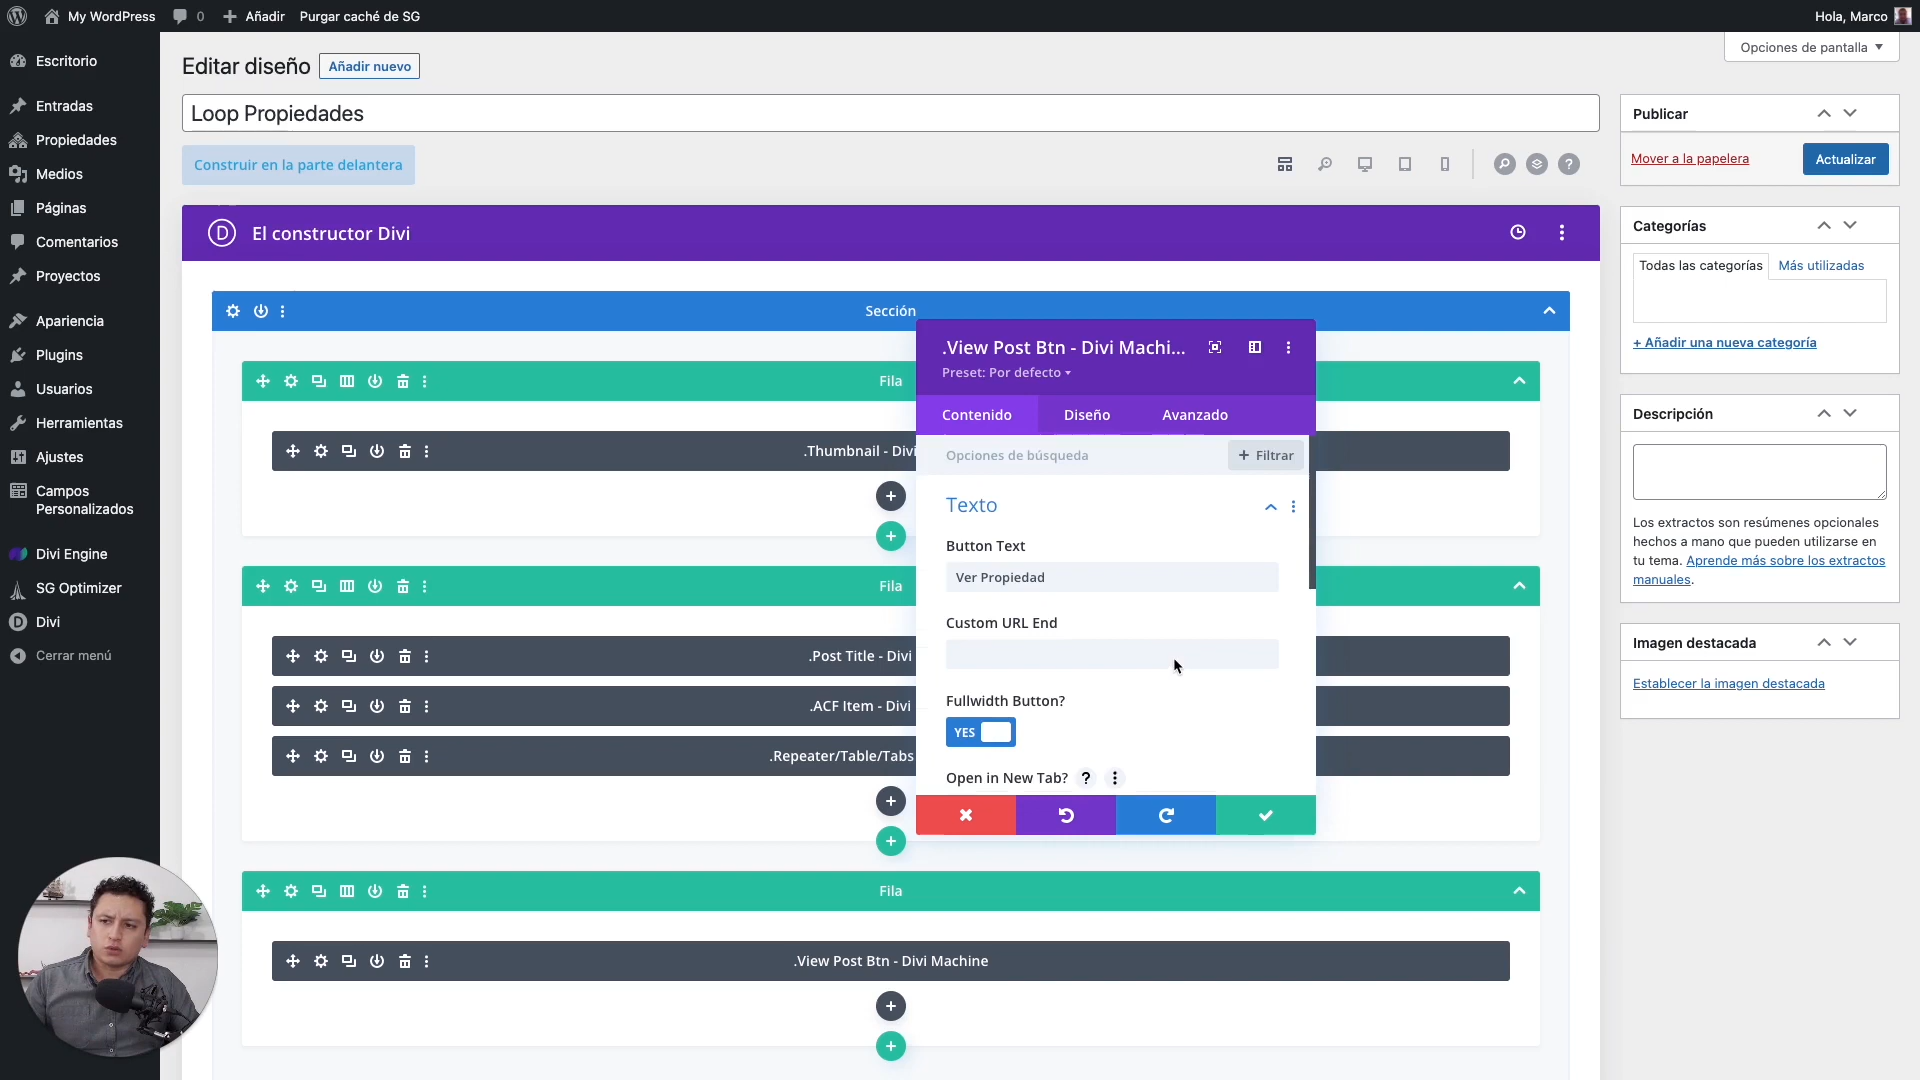 My WordPress
0
Añadir
Purgar caché de SG
Hola, Marco
Escritorio
Entradas
Propiedades
Medios
Páginas
Comentarios
Proyectos
Apariencia
Plugins
Usuarios
Herramientas
Ajustes
Campos
Personalizados
Divi Engine
SG Optimizer
Divi
Cerrar menú
Opciones de pantalla
Editar diseño
Añadir nuevo
Loop Propiedades
Construir en la parte delantera
El constructor Divi
Sección
Fila
.Thumbnail - Divi
Fila
.Post Title - Divi
.ACF Item - Divi
.Repeater/Table/Tabs
Fila
.View Post Btn - Divi Machine
.View Post Btn - Divi Machi...
Preset: Por defecto
Contenido
Diseño
Avanzado
Opciones de búsqueda
+ Filtrar
Texto
Button Text
Ver Propiedad
Custom URL End
Fullwidth Button?
YES
Open in New Tab? ?
Publicar
Mover a la papelera
Actualizar
Categorías
Todas las categorías
Más utilizadas
+ Añadir una nueva categoría
Descripción
Los extractos son resúmenes opcionales
hechos a mano que pueden utilizarse en
tu tema. Aprende más sobre los extractos
manuales.
Imagen destacada
Establecer la imagen destacada